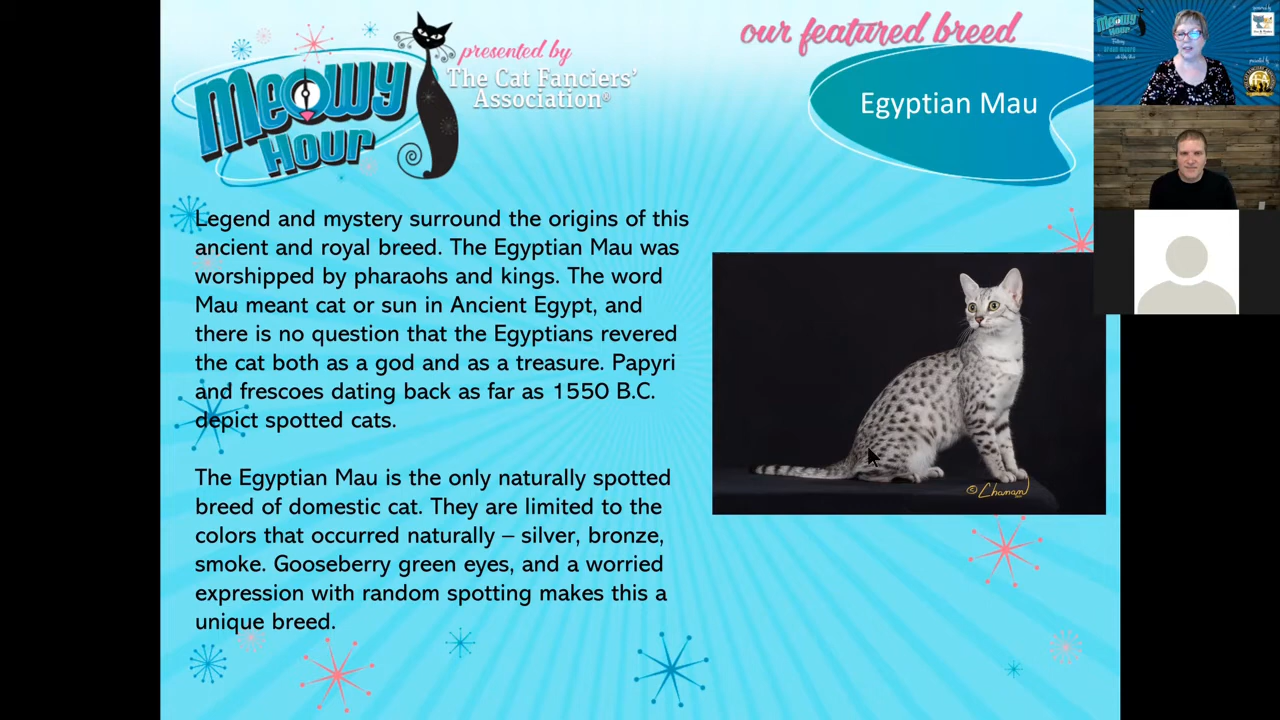 Meowy
Hour
presented by
The Cat Fanciers'
Association®
our featured breed
Egyptian Mau
Legend and mystery surround the origins of this
ancient and royal breed. The Egyptian Mau was
worshipped by pharaohs and kings. The word
Mau meant cat or sun in Ancient Egypt, and
there is no question that the Egyptians revered
the cat both as a god and as a treasure. Papyri
and frescoes dating back as far as 1550 B.C.
depict spotted cats.
The Egyptian Mau is the only naturally spotted
breed of domestic cat. They are limited to the
colors that occurred naturally – silver, bronze,
smoke. Gooseberry green eyes, and a worried
expression with random spotting makes this a
unique breed.
© Chanan
Meowy
Hour